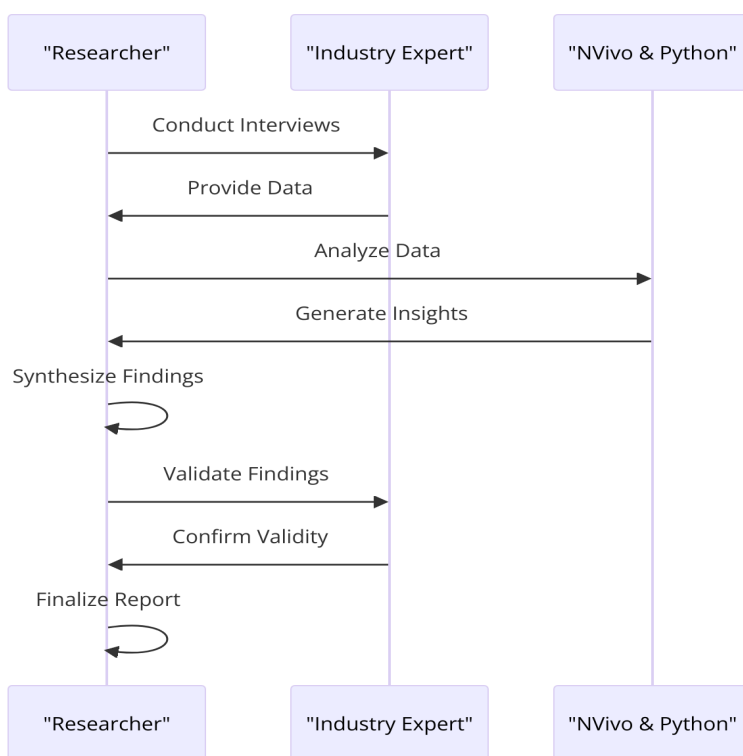 "Researcher" "Industry Expert" "NVivo & Python"
Conduct Interviews
Provide Data
Analyze Data
Generate Insights
Synthesize Findings
Validate Findings
Confirm Validity
Finalize Report
"Researcher" "Industry Expert" "NVivo & Python"